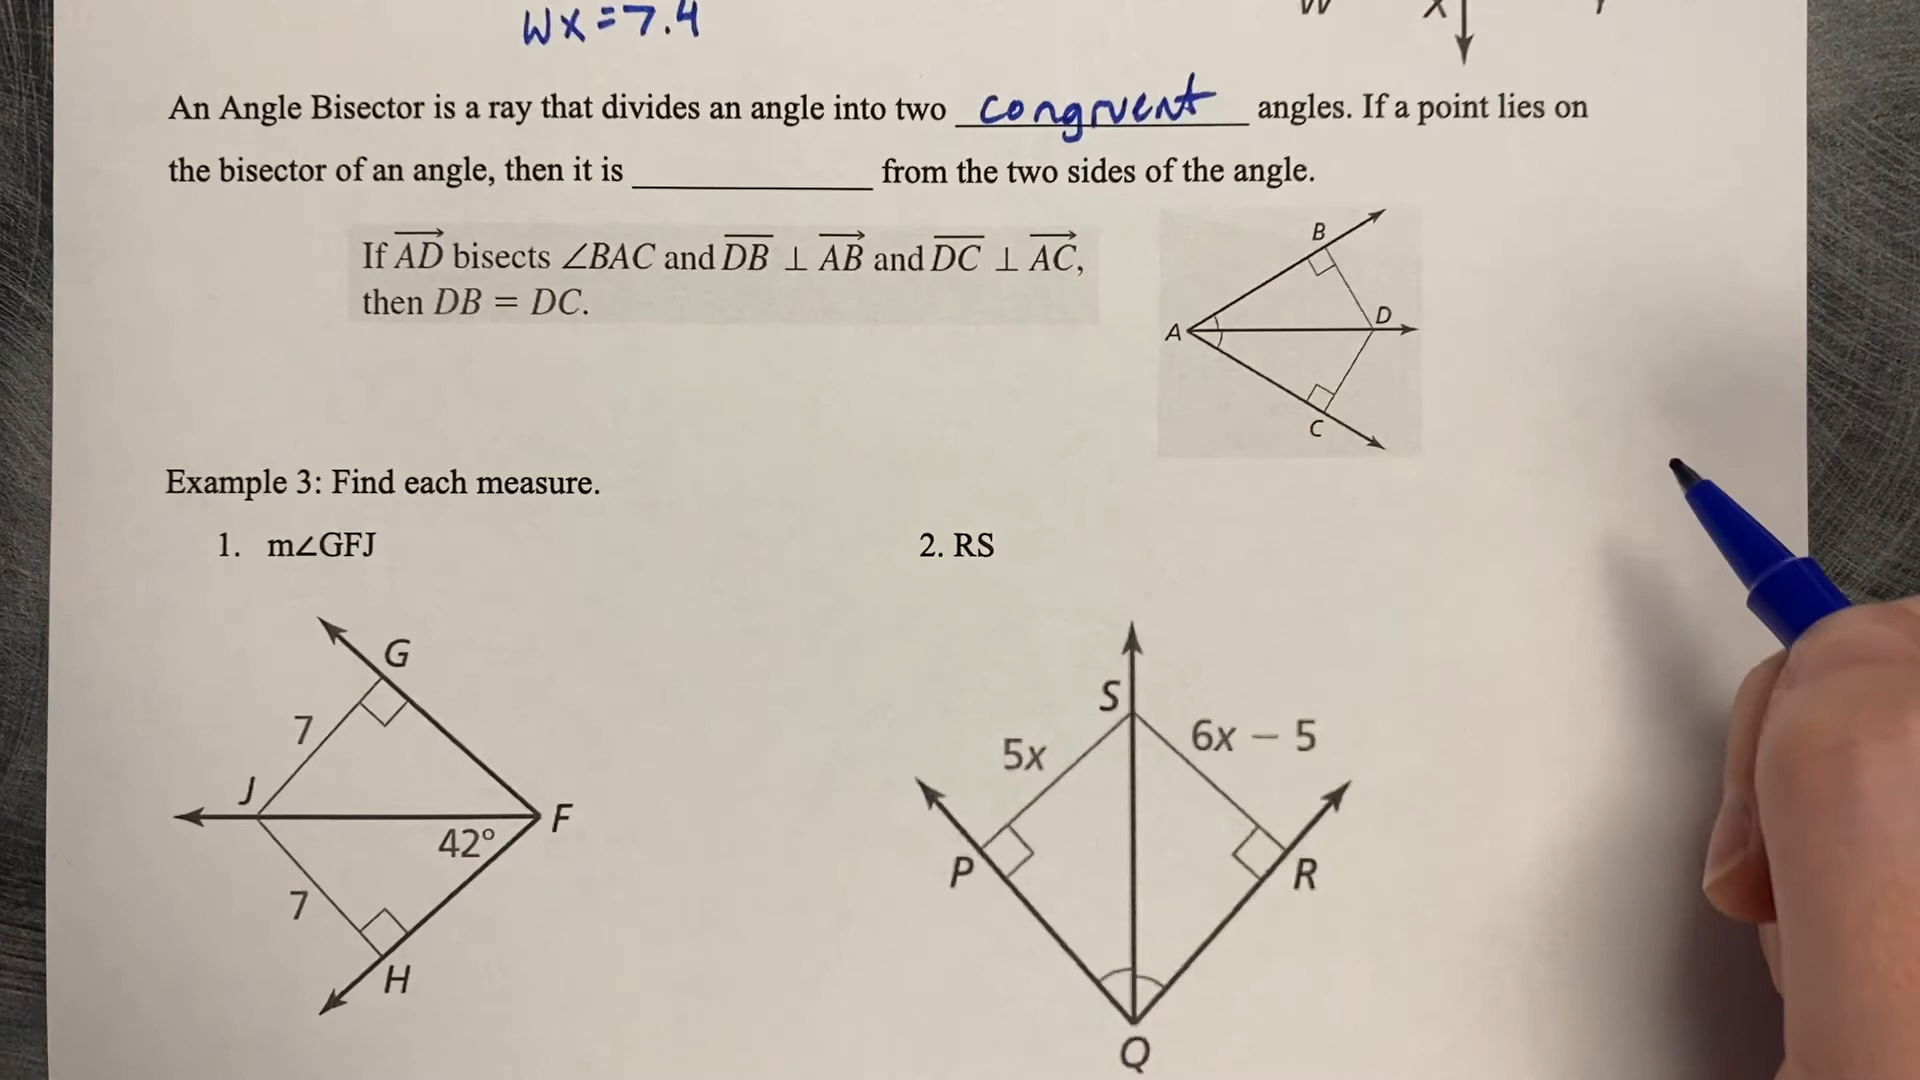 WX=7.4
W X Y
An Angle Bisector is a ray that divides an angle into two congruent angles. If a point lies on
the bisector of an angle, then it is __________ from the two sides of the angle.
If AD bisects ∠BAC and DB ⊥ AB and DC ⊥ AC,
then DB = DC.
B
A
D
C
Example 3: Find each measure.
1. m∠GFJ
2. RS
G
7
J
F
42°
7
H
S
5x
6x − 5
P
R
Q